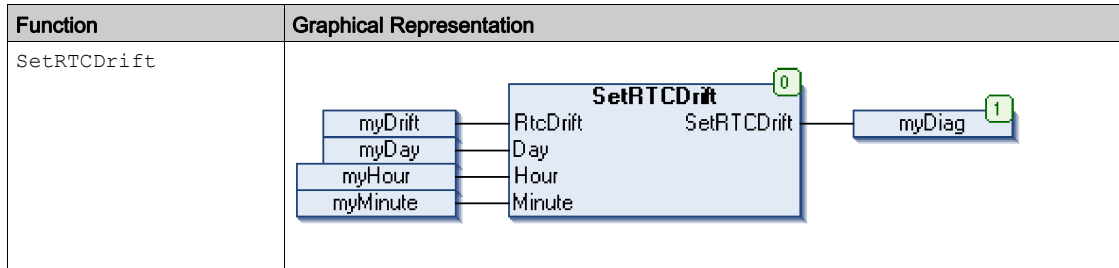 Function Graphical Representation
SetRTCDrift
0
SetRTCDrift
1
myDrift RtcDrift SetRTCDrift myDiag
myDay Day
myHour Hour
myMinute Minute